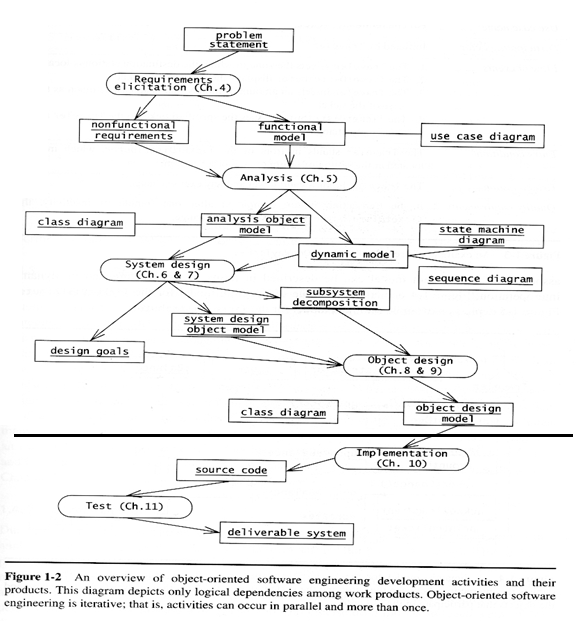 problem
statement
Requirements
elicitation (Ch.4)
nonfunctional
requirements
functional
model
use case diagram
Analysis (Ch.5)
class diagram
analysis object
model
state machine
diagram
dynamic model
System design
(Ch.6 & 7)
sequence diagram
subsystem
decomposition
system design
object model
design goals
Object design
(Ch.8 & 9)
class diagram
object design
model
Implementation
(Ch. 10)
source code
Test (Ch.11)
deliverable system
Figure 1-2 An overview of object-oriented software engineering development activities and their
products. This diagram depicts only logical dependencies among work products. Object-oriented software
engineering is iterative; that is, activities can occur in parallel and more than once.